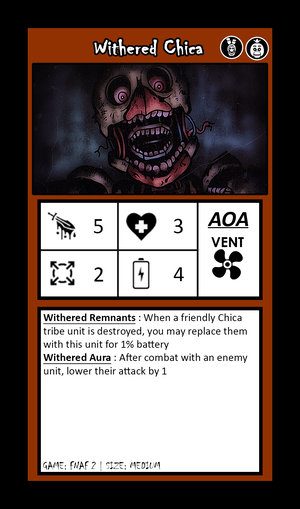 Withered Chica
5
3
AOA
VENT
2
4
Withered Remnants : When a friendly Chica
tribe unit is destroyed, you may replace them
with this unit for 1% battery
Withered Aura : After combat with an enemy
unit, lower their attack by 1
GAME: FNAF 2 | SIZE: MEDIUM